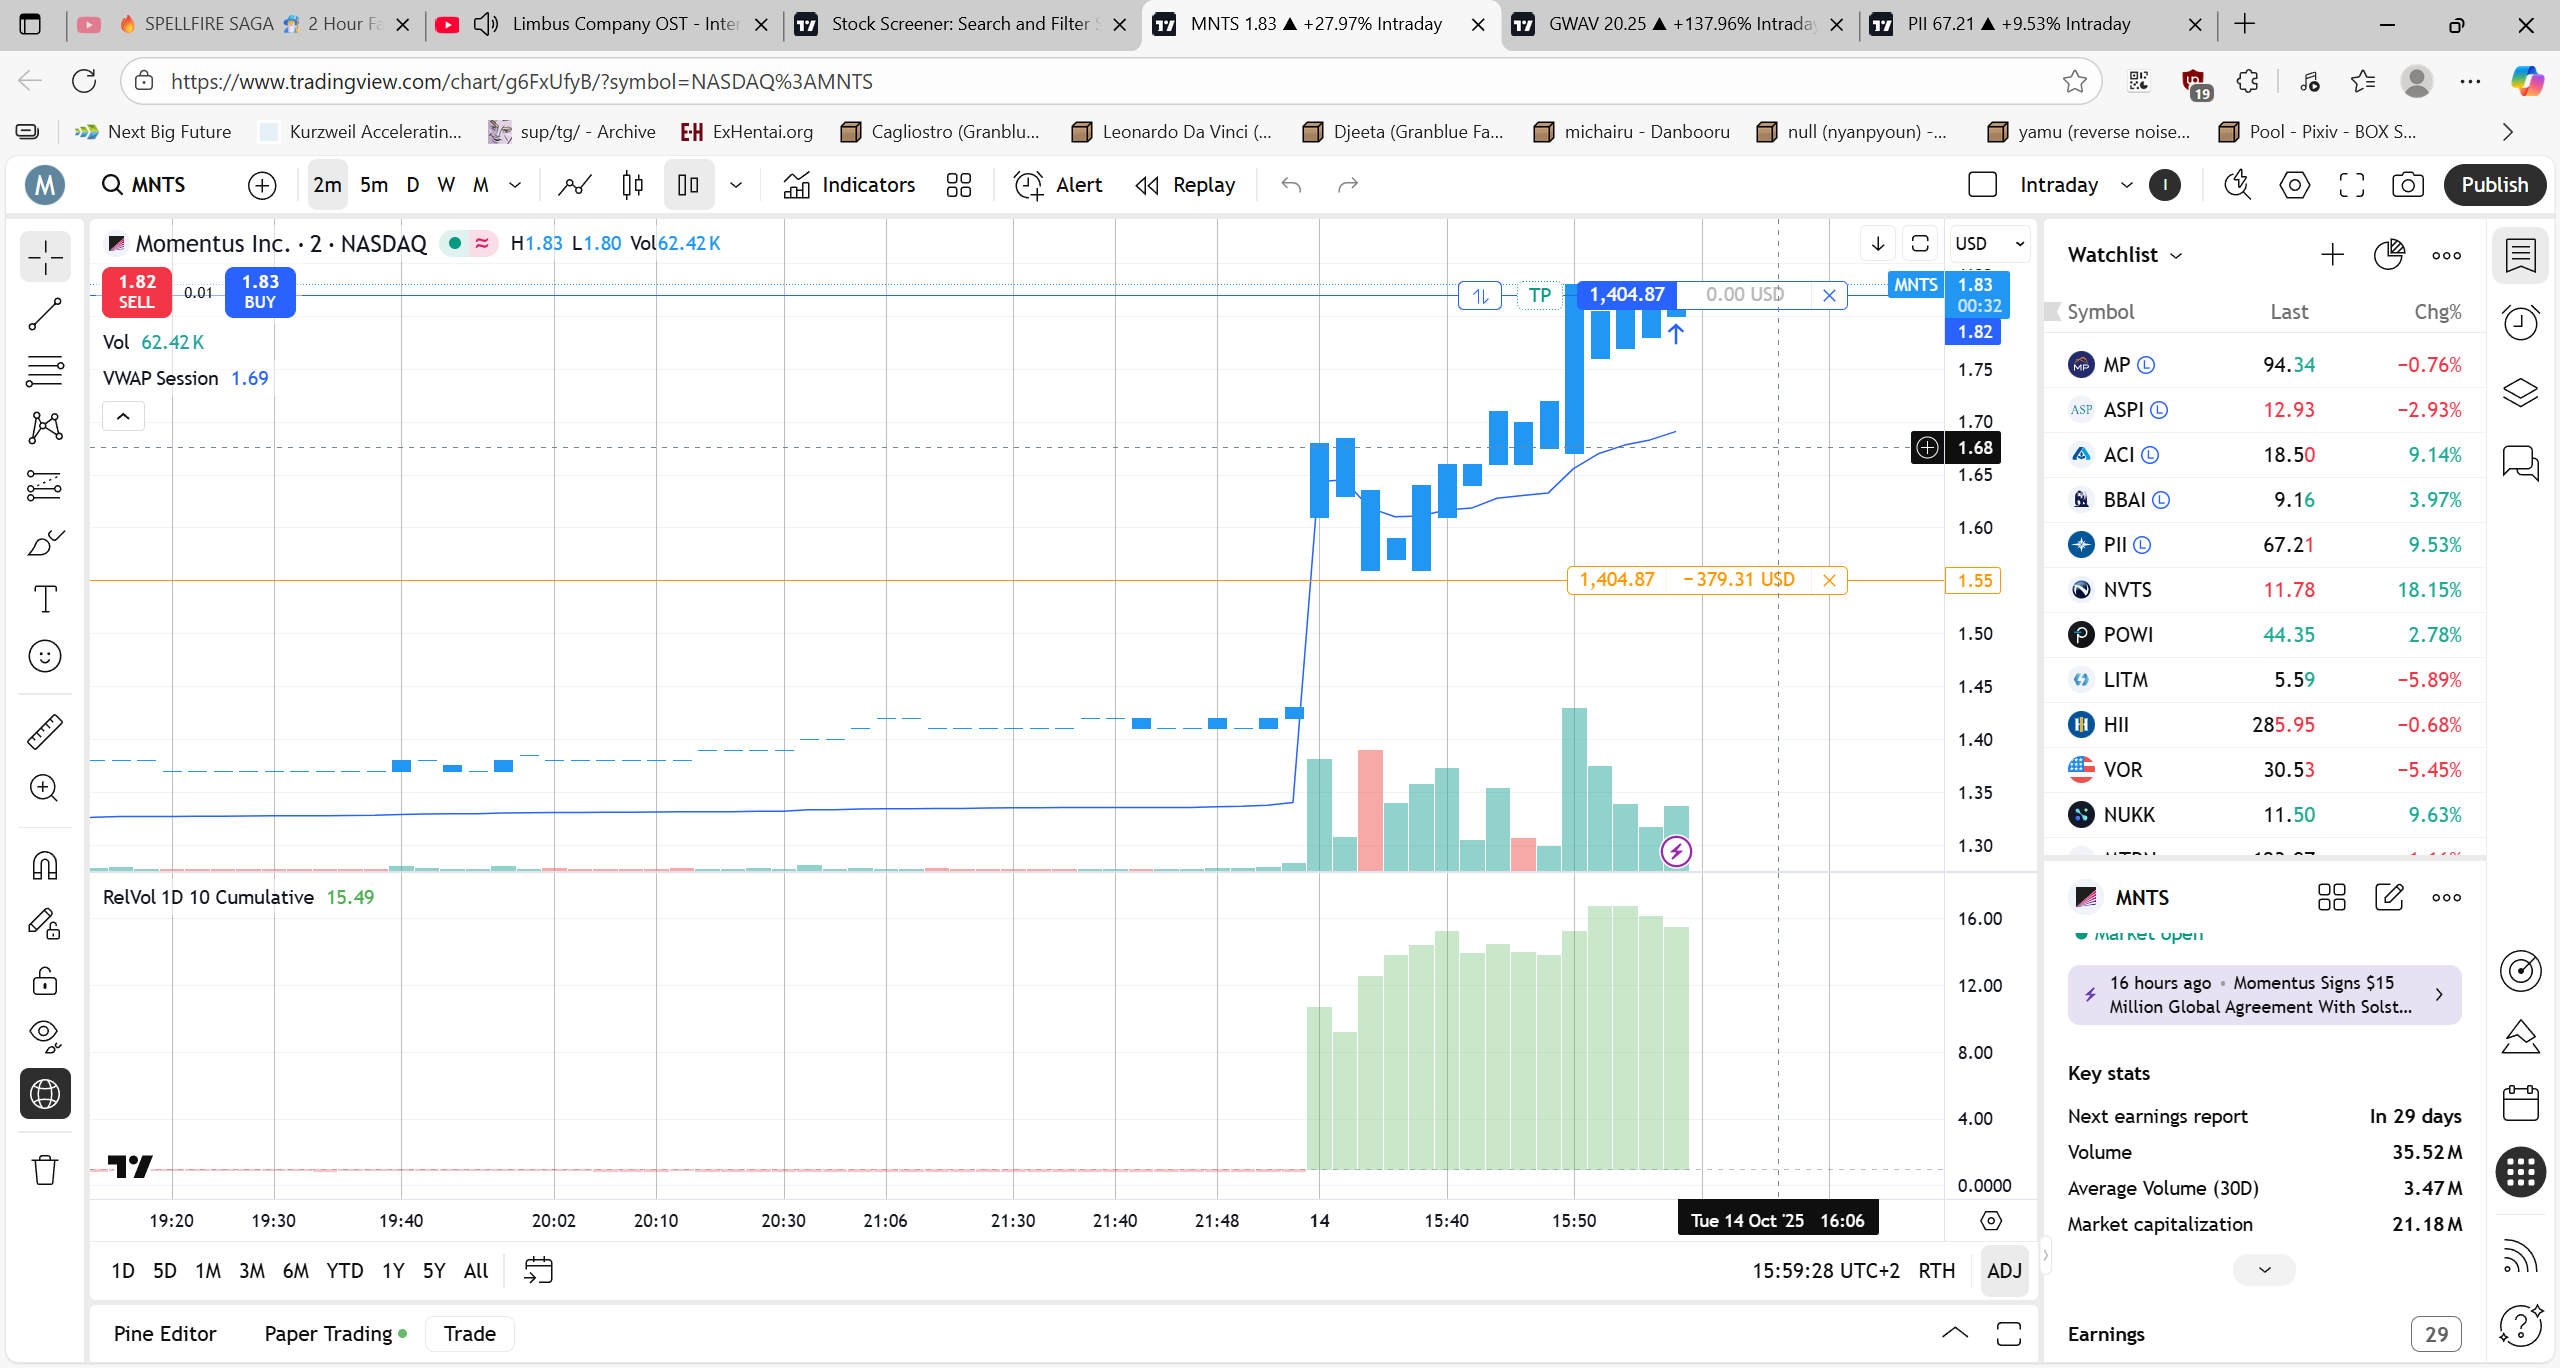 🔥 SPELLFIRE SAGA 🧙 2 Hour Fa
Limbus Company OST - Inter
Stock Screener: Search and Filter S
MNTS 1.83 ▲ +27.97% Intraday
GWAV 20.25 ▲ +137.96% Intraday
PII 67.21 ▲ +9.53% Intraday
https://www.tradingview.com/chart/g6FxUfyB/?symbol=NASDAQ%3AMNTS
19
Next Big Future
Kurzweil Acceleratin...
sup/tg/ - Archive
E-H ExHentai.org
Cagliostro (Granblu...
Leonardo Da Vinci (...
Djeeta (Granblue Fa...
michairu - Danbooru
null (nyanpyoun) -...
yamu (reverse noise...
Pool - Pixiv - BOX S...
M
MNTS
2m 5m D W M
Indicators
Alert
Replay
Intraday
I
Publish
Momentus Inc. · 2 · NASDAQ
H1.83 L1.80 Vol62.42K
USD
1.82
SELL
0.01
1.83
BUY
Vol 62.42K
VWAP Session 1.69
TP
1,404.87 0.00 USD
MNTS 1.83
00:32
1.82
1.75
1.70
1.68
1.65
1.60
1,404.87 −379.31 USD
1.55
1.50
1.45
1.40
1.35
1.30
RelVol 1D 10 Cumulative 15.49
16.00
12.00
8.00
4.00
0.0000
19:20 19:30 19:40 20:02 20:10 20:30 21:06 21:30 21:40 21:48 14 15:40 15:50
Tue 14 Oct '25 16:06
1D 5D 1M 3M 6M YTD 1Y 5Y All
15:59:28 UTC+2 RTH ADJ
Pine Editor
Paper Trading
Trade
Watchlist
Symbol Last Chg%
MP L 94.34 −0.76%
ASP ASPI L 12.93 −2.93%
ACI L 18.50 9.14%
BBAI L 9.16 3.97%
PII L 67.21 9.53%
NVTS 11.78 18.15%
POWI 44.35 2.78%
LITM 5.59 −5.89%
HII 285.95 −0.68%
VOR 30.53 −5.45%
NUKK 11.50 9.63%
MNTS
Market open
16 hours ago • Momentus Signs $15
Million Global Agreement With Solst...
Key stats
Next earnings report In 29 days
Volume 35.52M
Average Volume (30D) 3.47M
Market capitalization 21.18M
Earnings 29